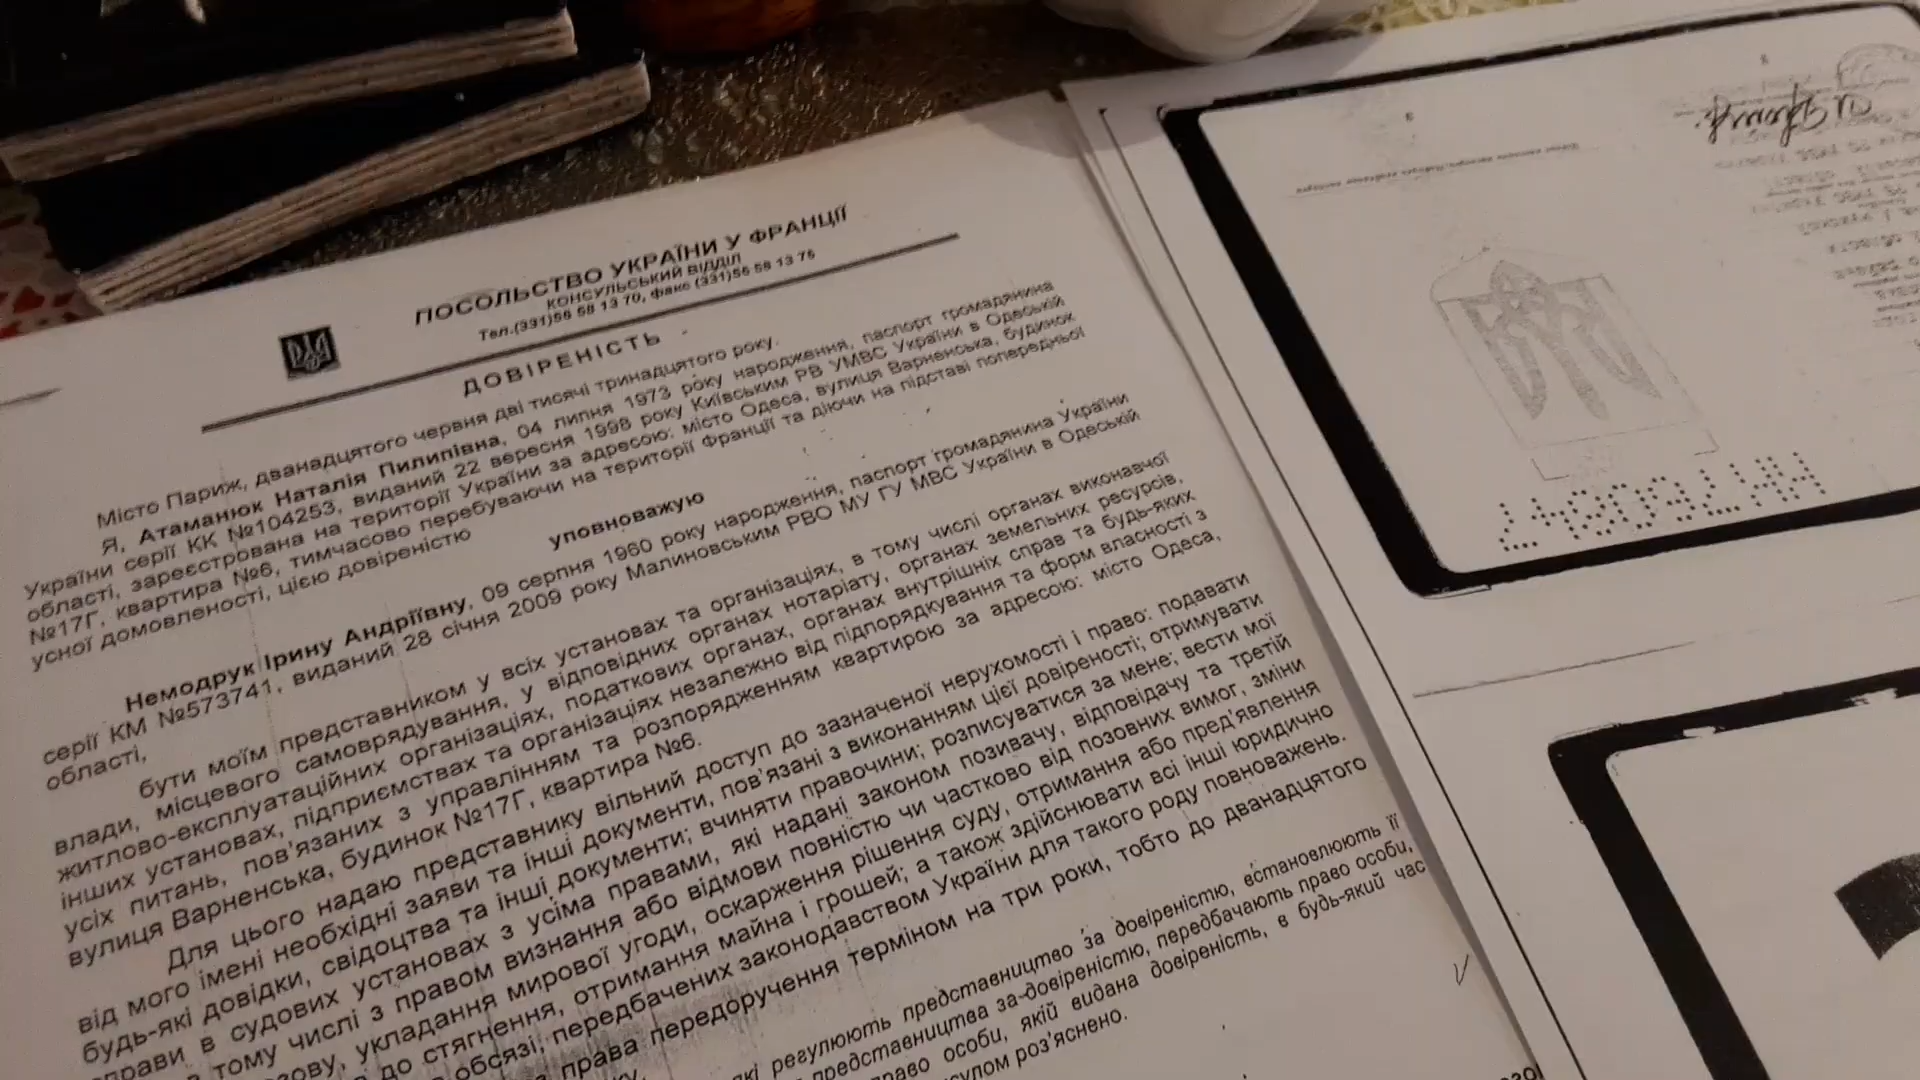 ПОСОЛЬСТВО УКРАЇНИ У ФРАНЦІЇ
КОНСУЛЬСЬКИЙ ВІДДІЛ
Тел.(331)56 58 13 70, факс (331)56 58 13 75
ДОВІРЕНІСТЬ
Місто Париж, дванадцятого червня дві тисячі тринадцятого року.
Я, Атаманюк Наталія Пилипівна, 04 липня 1973 року народження, паспорт громадянина
України серії КК №104253, виданий 22 вересня 1998 року Київським РВ УМВС України в Одеській
області, зареєстрована на території України за адресою: місто Одеса, вулиця Варненська, будинок
№17Г, квартира №6, тимчасово перебуваючи на території Франції та діючи на підставі попередньої
усної домовленості, цією довіреністю
уповноважую
Немодрук Ірину Андріївну, 09 серпня 1960 року народження, паспорт громадянина України
серії КМ №573741, виданий 28 січня 2009 року Малиновським РВО МУ ГУ МВС України в Одеській
області,
бути моїм представником у всіх установах та організаціях, в тому числі органах виконавчої
влади, місцевого самоврядування, у відповідних органах нотаріату, органах земельних ресурсів,
житлово-експлуатаційних організаціях, податкових органах, органах внутрішніх справ та будь-яких
інших установах, підприємствах та організаціях незалежно від підпорядкування та форм власності з
усіх питань, пов'язаних з управлінням та розпорядженням квартирою за адресою: місто Одеса,
вулиця Варненська, будинок №17Г, квартира №6.
Для цього надаю представнику вільний доступ до зазначеної нерухомості і право: подавати
від мого імені необхідні заяви та інші документи, пов'язані з виконанням цієї довіреності; отримувати
будь-які довідки, свідоцтва та інші документи; вчиняти правочини; розписуватися за мене; вести мої
справи в судових установах з усіма правами, які надані законом позивачу, відповідачу та третій
тому числі з правом визнання або відмови повністю чи частково від позовних вимог, зміни
укладання мирової угоди, оскарження рішення суду, отримання або пред'явлення
до стягнення, отримання майна і грошей; а також здійснювати всі інші юридично
обсязі, передбачених законодавством України для такого роду повноважень.
права передоручення терміном на три роки, тобто до дванадцятого
регулюють представництво за довіреністю, встановлюють її
представництва за довіреністю, передбачають право особи,
право особи, якій видана довіреність, в будь-який час
роз'яснено.